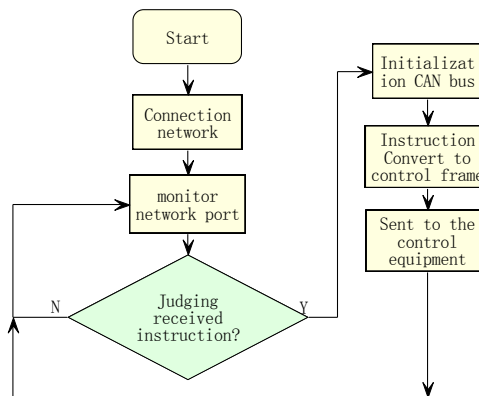 Start
Connection
network
monitor
network port
Judging
received
instruction?
N
Y
Initializat
ion CAN bus
Instruction
Convert to
control frame
Sent to the
control
equipment